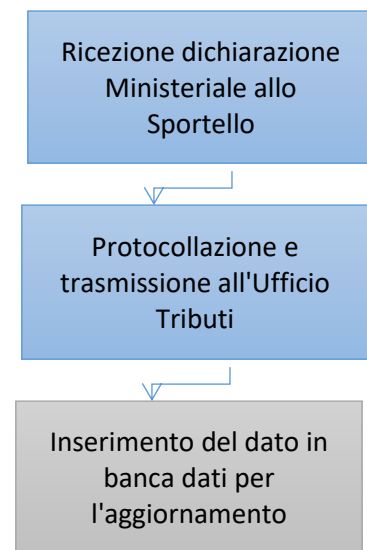 Ricezione dichiarazione
Ministeriale allo
Sportello
Protocollazione e
trasmissione all'Ufficio
Tributi
Inserimento del dato in
banca dati per
l'aggiornamento